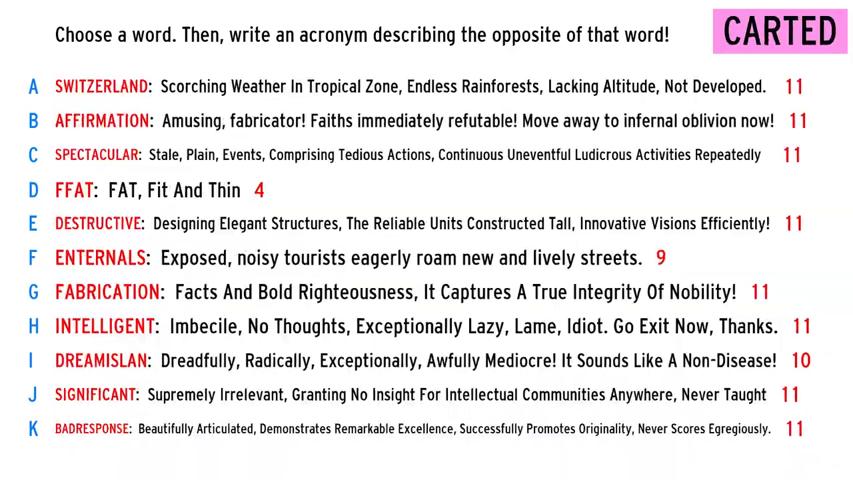 Choose a word. Then, write an acronym describing the opposite of that word!
CARTED
A SWITZERLAND: Scorching Weather In Tropical Zone, Endless Rainforests, Lacking Altitude, Not Developed. 11
B AFFIRMATION: Amusing, fabricator! Faiths immediately refutable! Move away to infernal oblivion now! 11
C SPECTACULAR: Stale, Plain, Events, Comprising Tedious Actions, Continuous Uneventful Ludicrous Activities Repeatedly 11
D FFAT: FAT, Fit And Thin 4
E DESTRUCTIVE: Designing Elegant Structures, The Reliable Units Constructed Tall, Innovative Visions Efficiently! 11
F ENTERNALS: Exposed, noisy tourists eagerly roam new and lively streets. 9
G FABRICATION: Facts And Bold Righteousness, It Captures A True Integrity Of Nobility! 11
H INTELLIGENT: Imbecile, No Thoughts, Exceptionally Lazy, Lame, Idiot. Go Exit Now, Thanks. 11
I DREAMISLAN: Dreadfully, Radically, Exceptionally, Awfully Mediocre! It Sounds Like A Non-Disease! 10
J SIGNIFICANT: Supremely Irrelevant, Granting No Insight For Intellectual Communities Anywhere, Never Taught 11
K BADRESPONSE: Beautifully Articulated, Demonstrates Remarkable Excellence, Successfully Promotes Originality, Never Scores Egregiously. 11